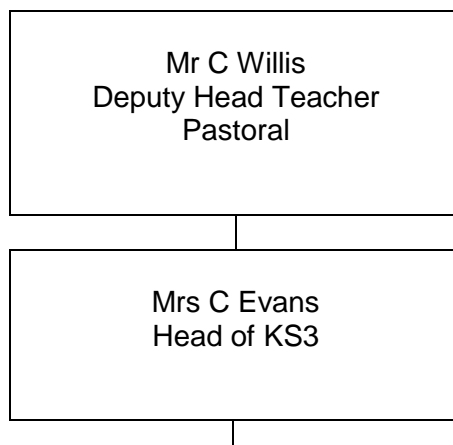 Mr C Willis
Deputy Head Teacher
Pastoral
Mrs C Evans
Head of KS3